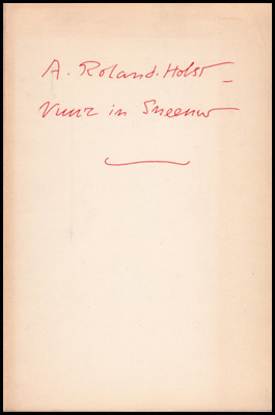 A. Roland Holst
Vuur in Sneeuw